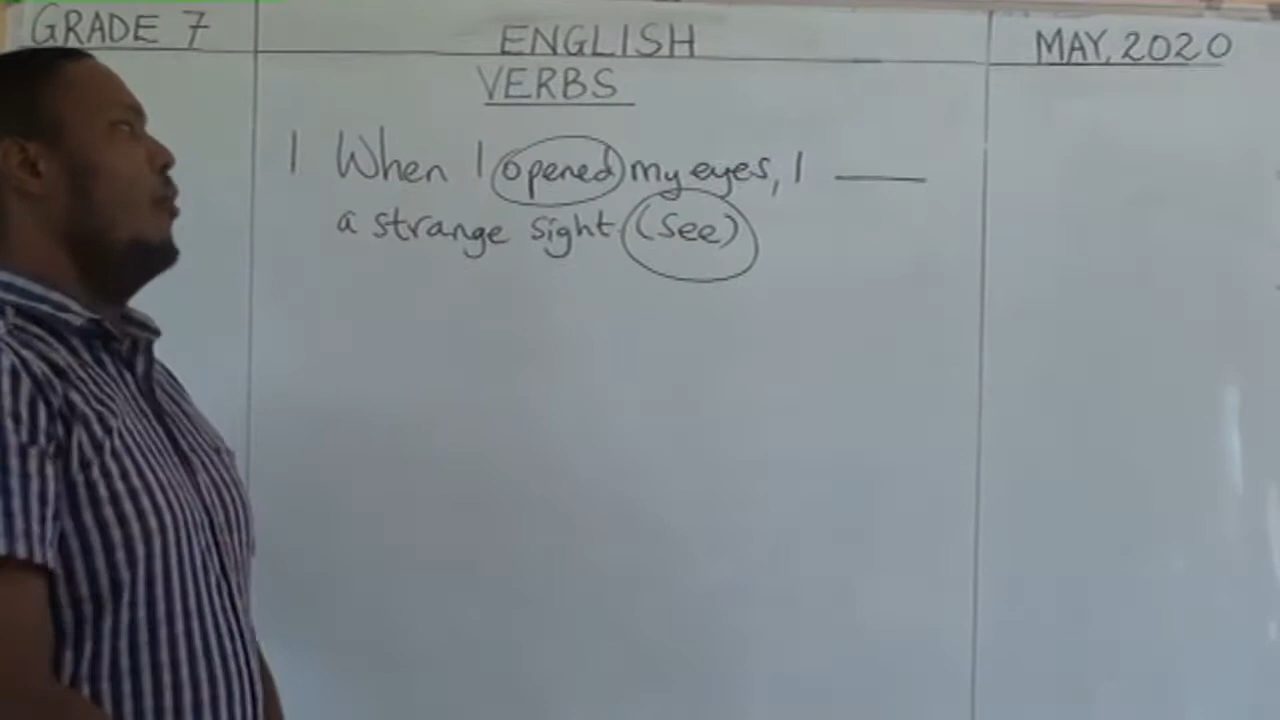 GRADE 7
ENGLISH
MAY, 2020
VERBS
1 When I opened my eyes, I ____
a strange sight (see)